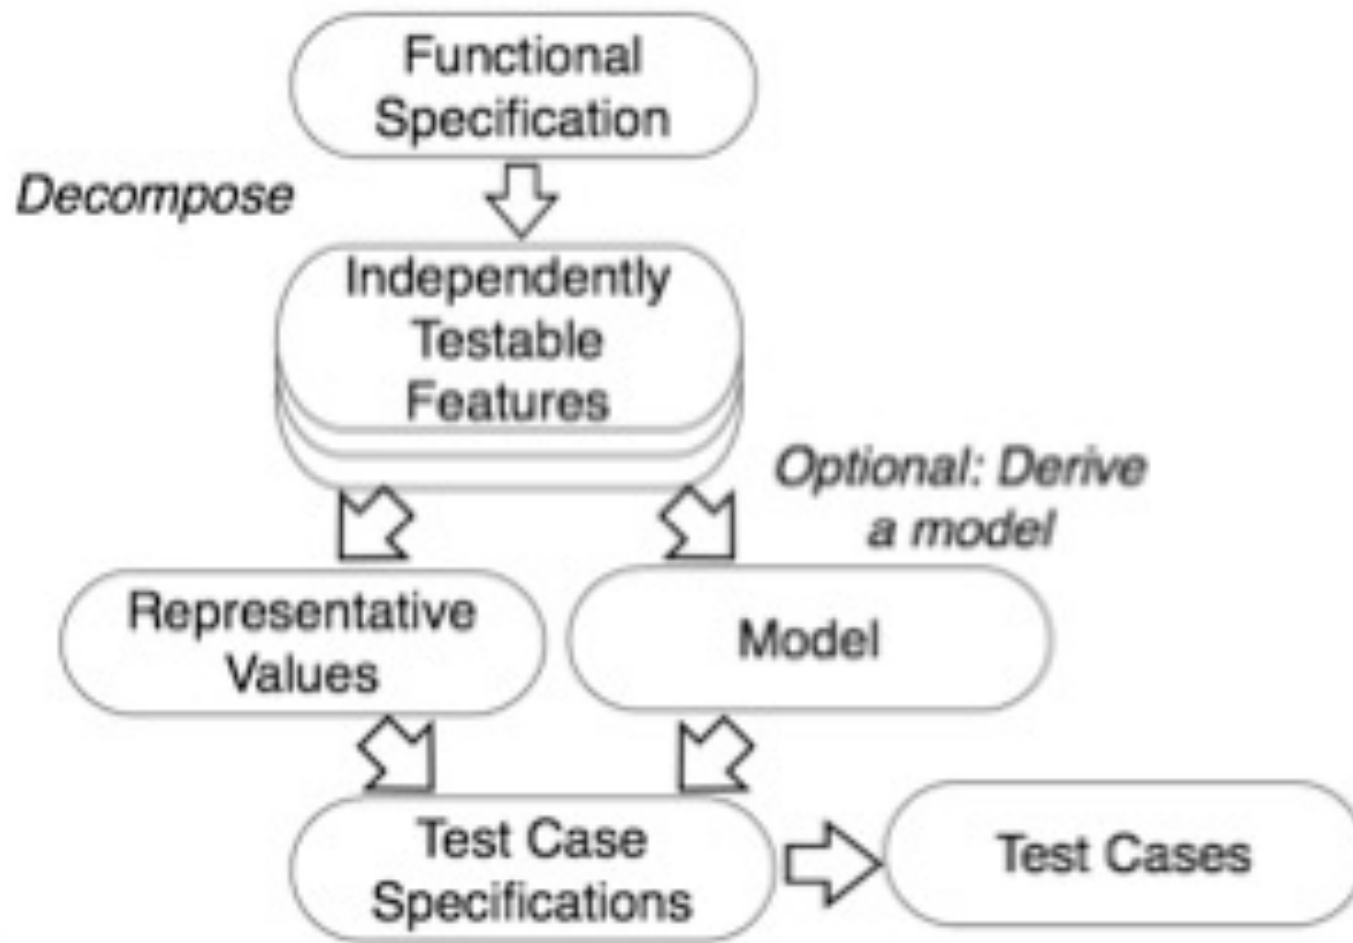 Functional
Specification
Decompose
Independently
Testable
Features
Optional: Derive
a model
Representative
Values
Model
Test Case
Specifications
Test Cases